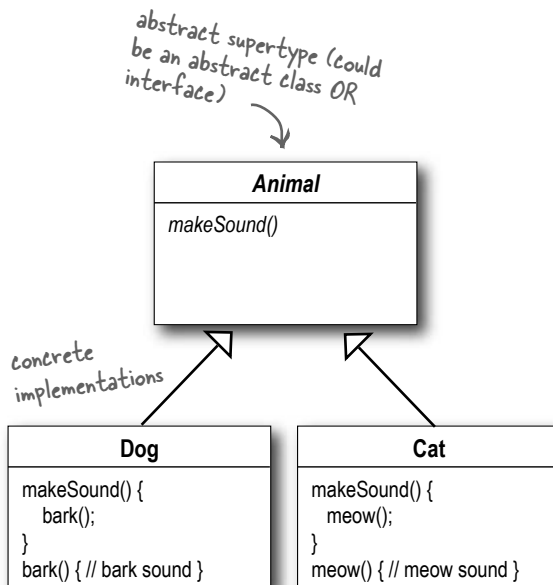 abstract supertype (could
be an abstract class OR
interface)
Animal
makeSound()
concrete
implementations
Dog
makeSound() {
bark();
}
bark() { // bark sound }
Cat
makeSound() {
meow();
}
meow() { // meow sound }